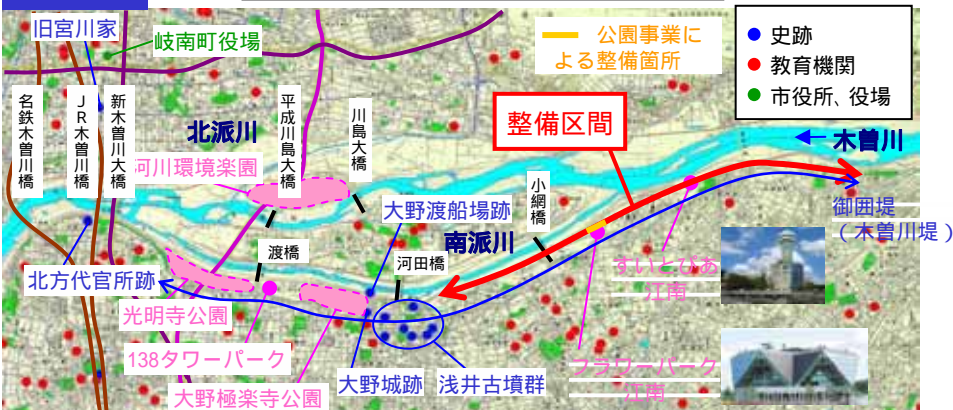 旧宮川家
岐南町役場
公園事業に
よる整備箇所
史跡
教育機関
市役所、役場
名鉄木曽川橋
JR木曽川橋
新木曽川大橋
北派川
平成川島大橋
川島大橋
整備区間
木曽川
河川環境楽園
小網橋
大野渡船場跡
御囲堤
(木曽川堤)
南派川
渡橋
河田橋
北方代官所跡
すいとぴあ
江南
光明寺公園
138タワーパーク
大野極楽寺公園
大野城跡
浅井古墳群
フラワーパーク
江南